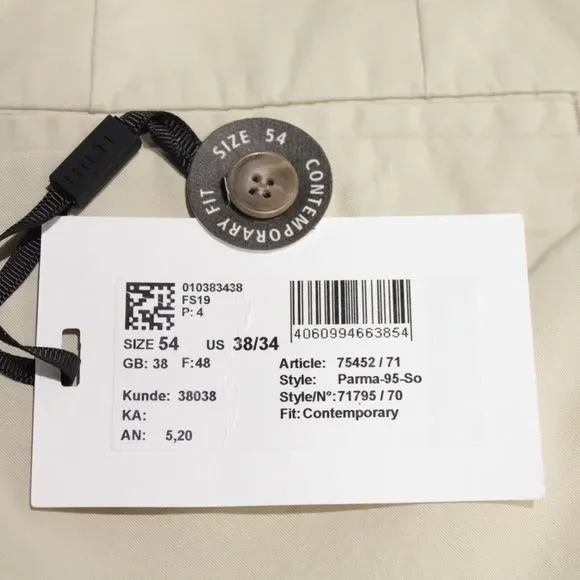 SIZE 54
CONTEMPORARY FIT
010383438
FS19
P: 4
4060994663854
SIZE 54 US 38/34
GB: 38 F: 48
Article: 75452 / 71
Style: Parma-95-So
Style/N°: 71795 / 70
Fit: Contemporary
Kunde: 38038
KA:
AN: 5,20